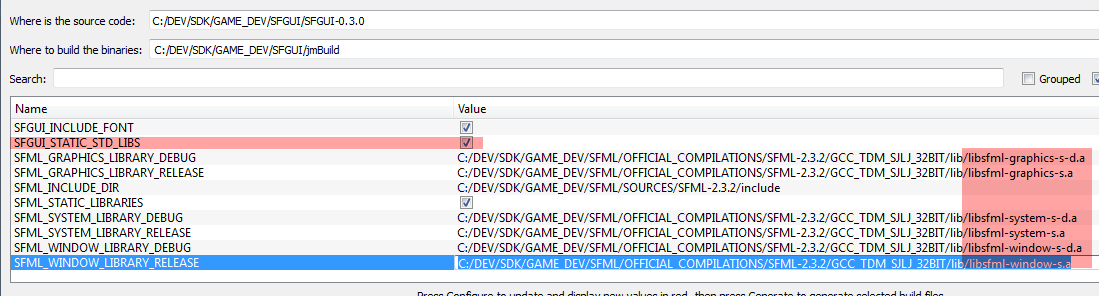 Where is the source code: C:/DEV/SDK/GAME_DEV/SFGUI/SFGUI-0.3.0
Where to build the binaries: C:/DEV/SDK/GAME_DEV/SFGUI/jmBuild
Search: Grouped
Name Value
SFGUI_INCLUDE_FONT
SFGUI_STATIC_STD_LIBS
SFML_GRAPHICS_LIBRARY_DEBUG C:/DEV/SDK/GAME_DEV/SFML/OFFICIAL_COMPILATIONS/SFML-2.3.2/GCC_TDM_SJLJ_32BIT/lib/libsfml-graphics-s-d.a
SFML_GRAPHICS_LIBRARY_RELEASE C:/DEV/SDK/GAME_DEV/SFML/OFFICIAL_COMPILATIONS/SFML-2.3.2/GCC_TDM_SJLJ_32BIT/lib/libsfml-graphics-s.a
SFML_INCLUDE_DIR C:/DEV/SDK/GAME_DEV/SFML/SOURCES/SFML-2.3.2/include
SFML_STATIC_LIBRARIES
SFML_SYSTEM_LIBRARY_DEBUG C:/DEV/SDK/GAME_DEV/SFML/OFFICIAL_COMPILATIONS/SFML-2.3.2/GCC_TDM_SJLJ_32BIT/lib/libsfml-system-s-d.a
SFML_SYSTEM_LIBRARY_RELEASE C:/DEV/SDK/GAME_DEV/SFML/OFFICIAL_COMPILATIONS/SFML-2.3.2/GCC_TDM_SJLJ_32BIT/lib/libsfml-system-s.a
SFML_WINDOW_LIBRARY_DEBUG C:/DEV/SDK/GAME_DEV/SFML/OFFICIAL_COMPILATIONS/SFML-2.3.2/GCC_TDM_SJLJ_32BIT/lib/libsfml-window-s-d.a
SFML_WINDOW_LIBRARY_RELEASE C:/DEV/SDK/GAME_DEV/SFML/OFFICIAL_COMPILATIONS/SFML-2.3.2/GCC_TDM_SJLJ_32BIT/lib/libsfml-window-s.a
Press Configure to update and display new values in red, then press Generate to generate selected build files.